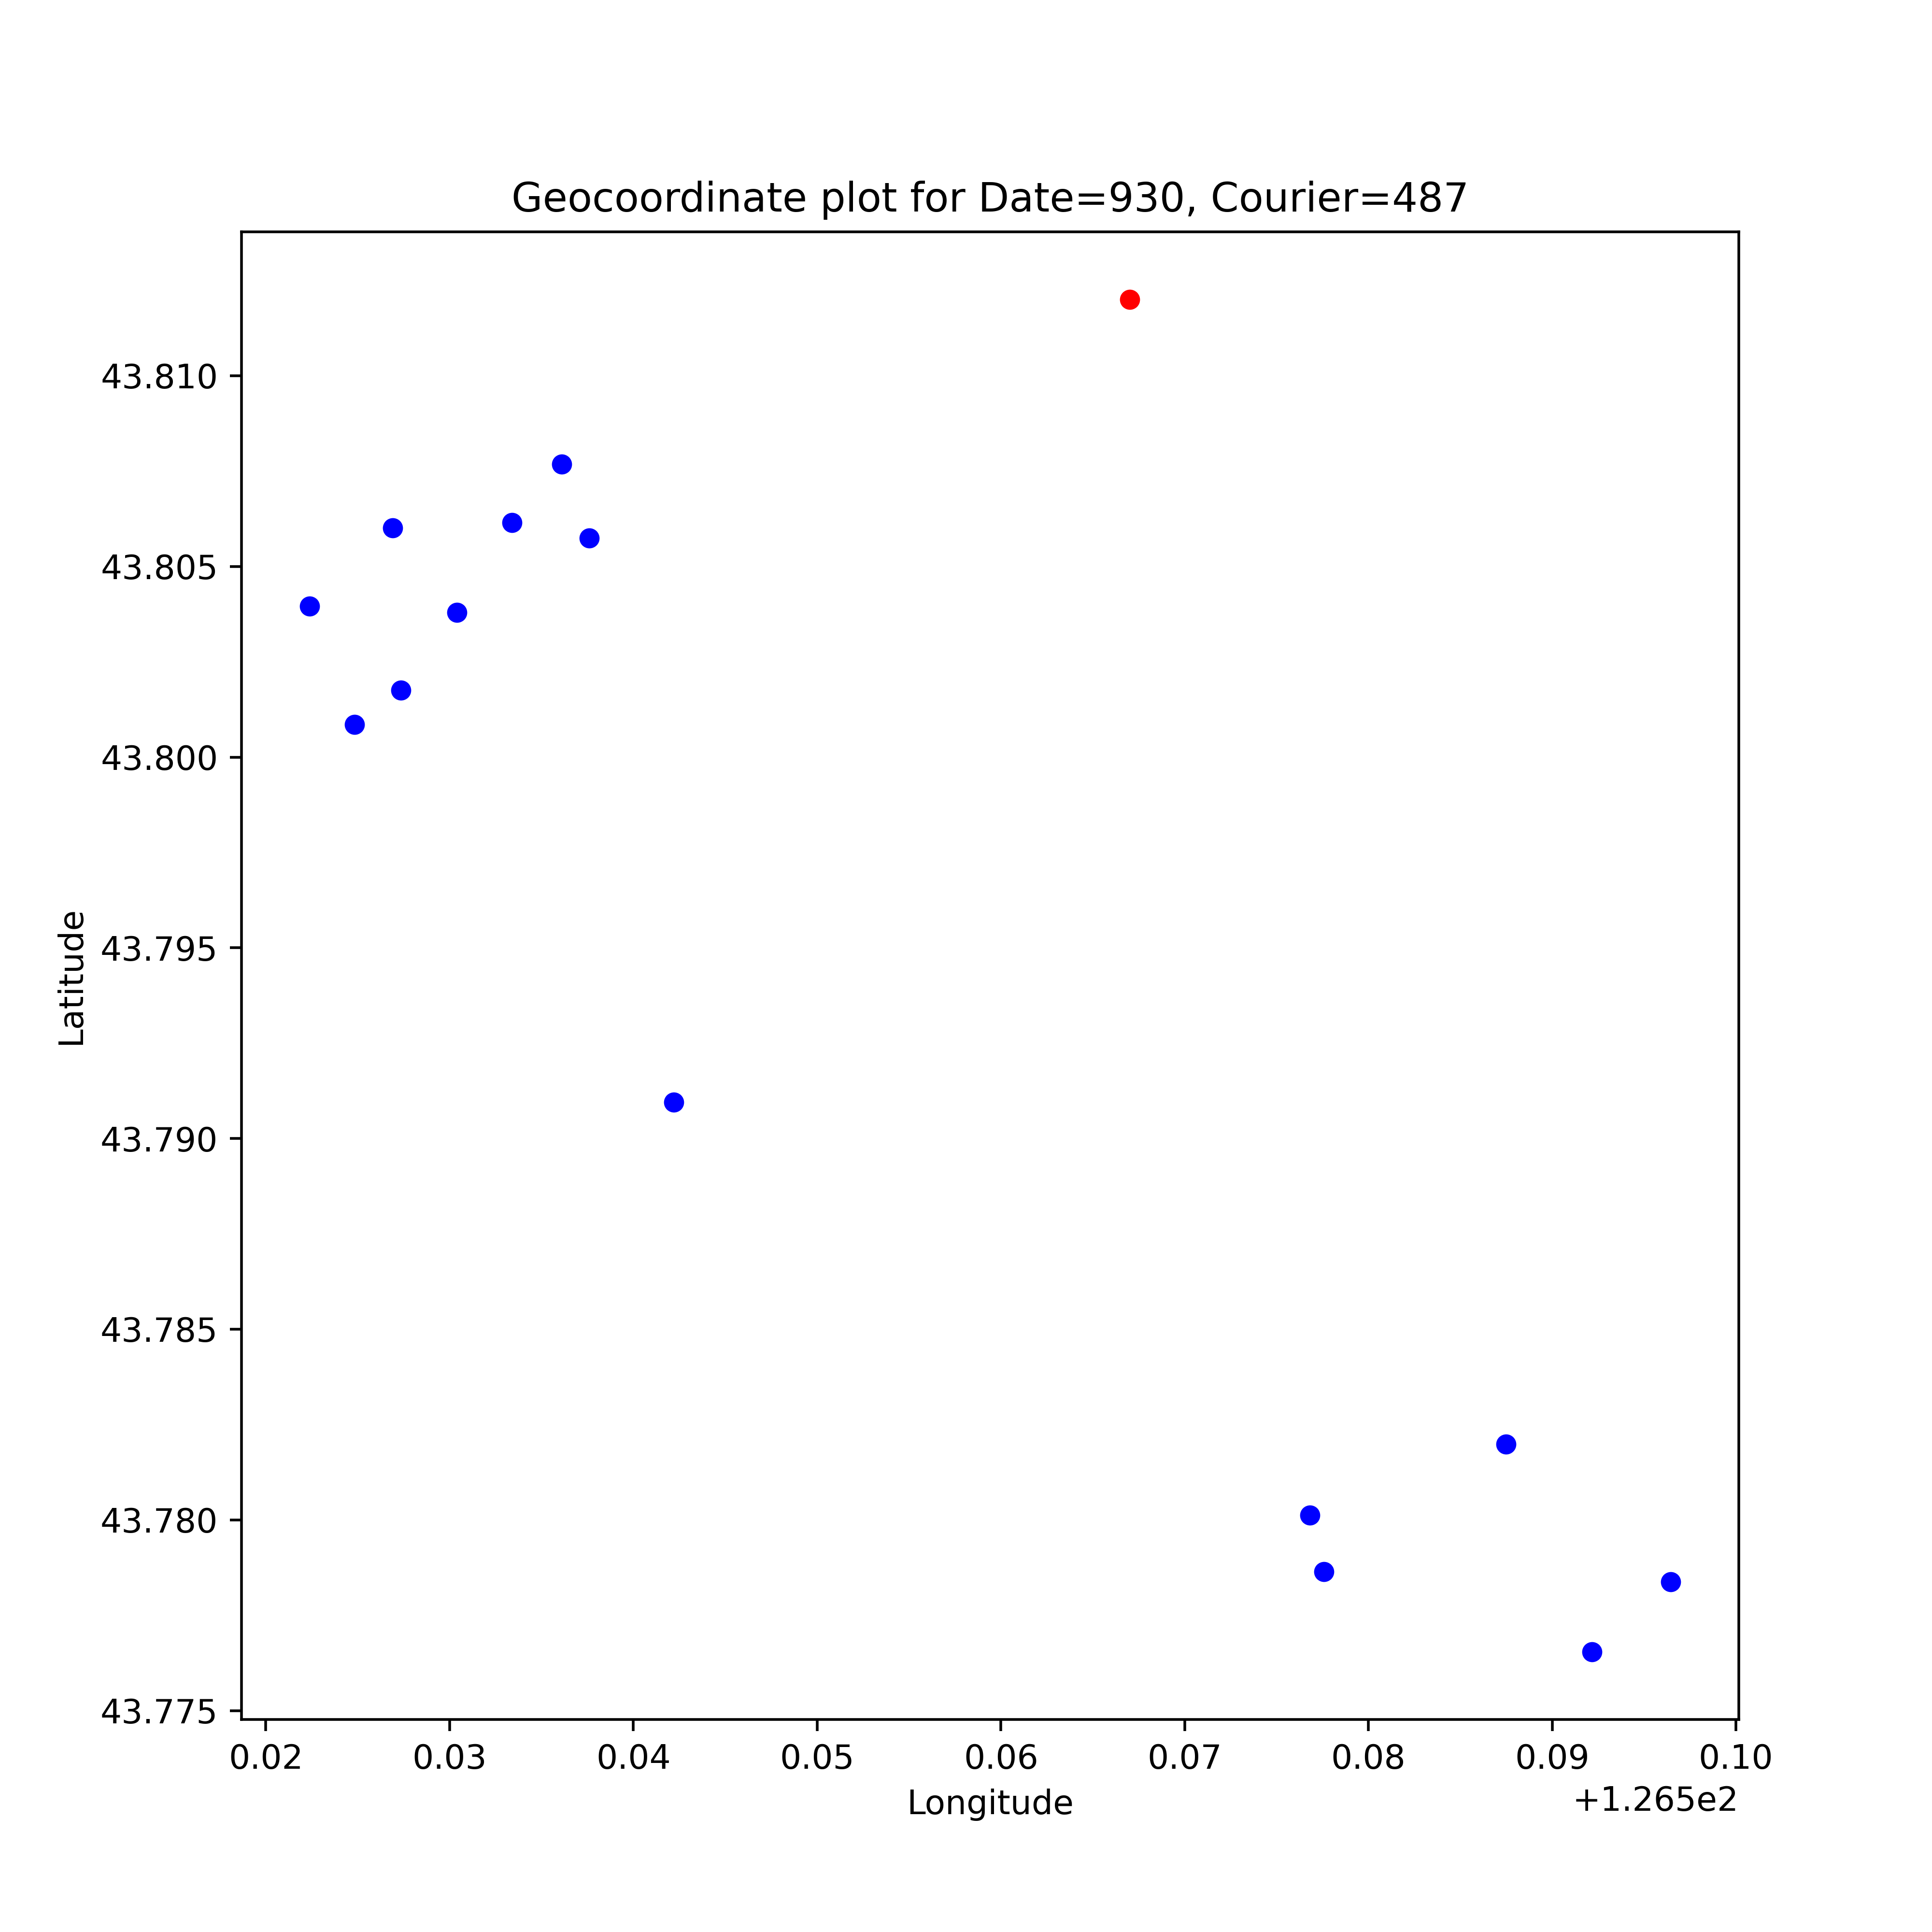 Geocoordinate plot for Date=930, Courier=487
43.810
43.805
43.800
43.795
43.790
43.785
43.780
43.775
Latitude
0.02 0.03 0.04 0.05 0.06 0.07 0.08 0.09 0.10
+1.265e2
Longitude